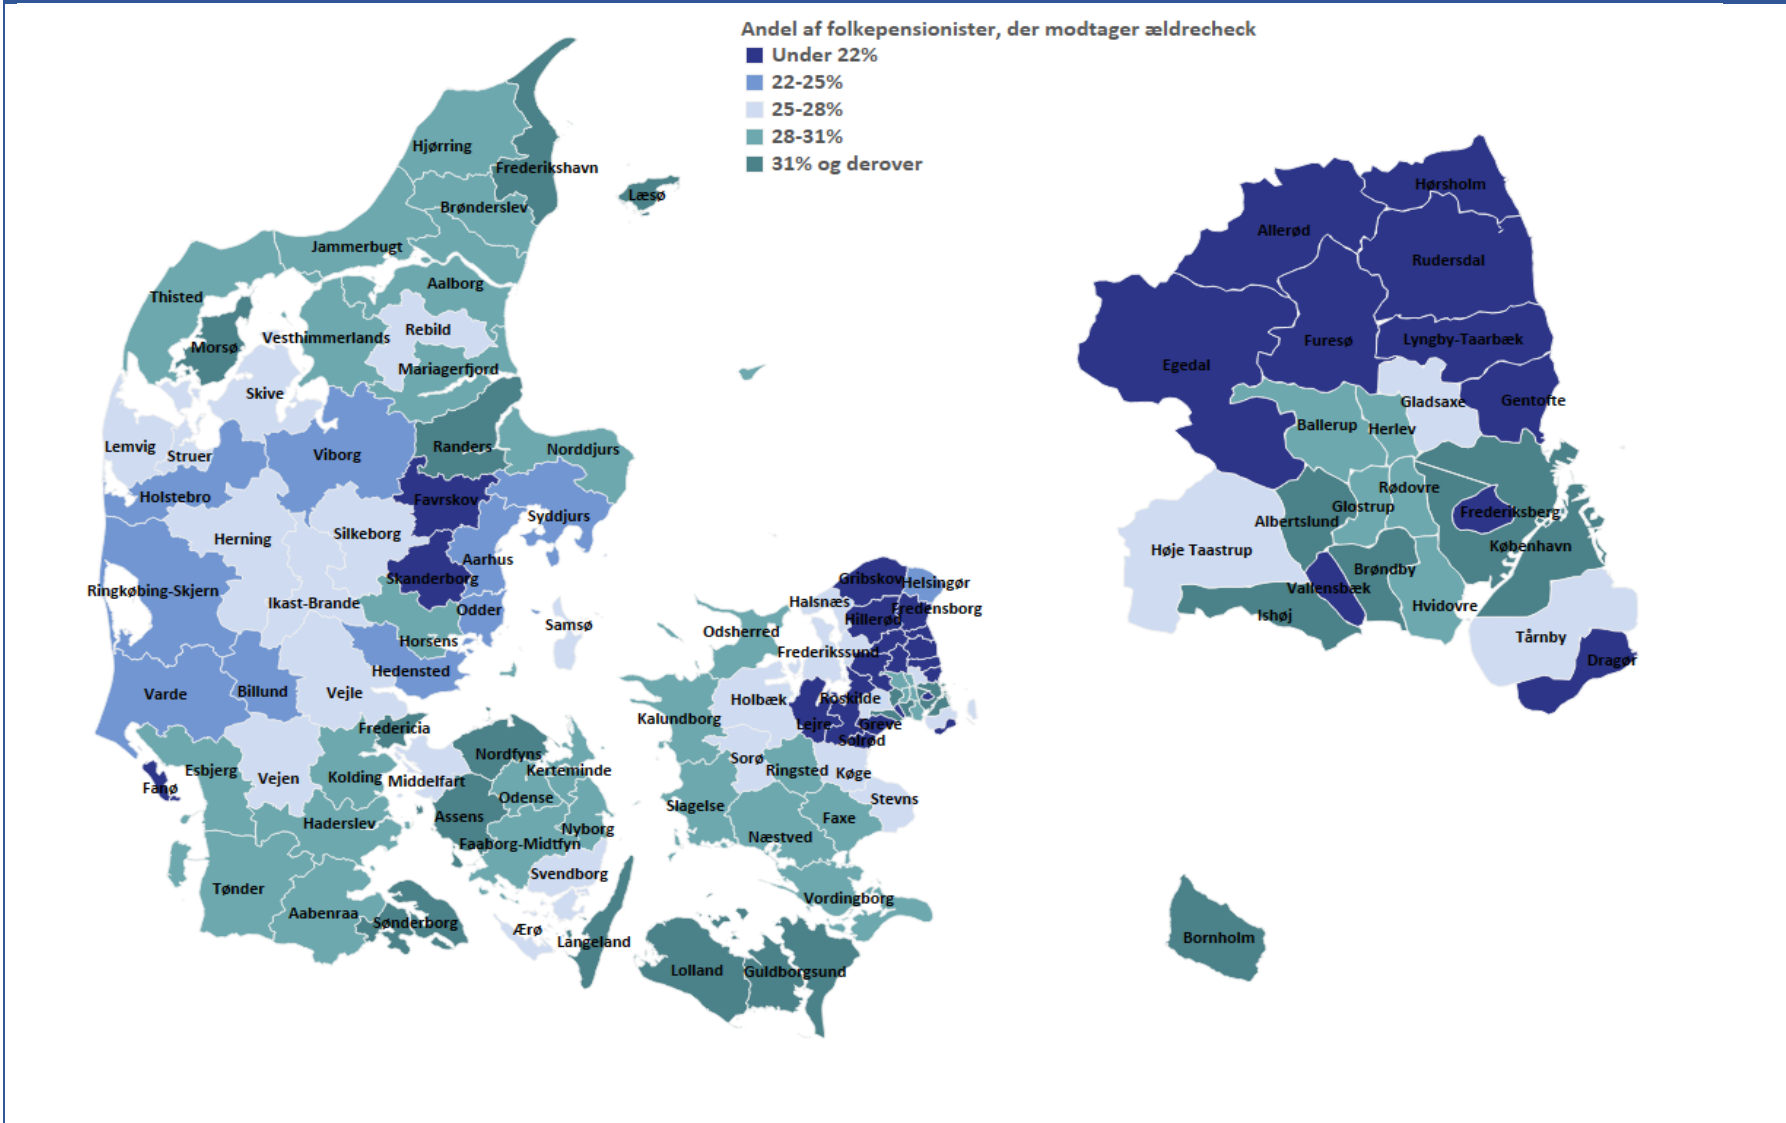 Andel af folkepensionister, der modtager ældrecheck
Under 22%
22-25%
25-28%
28-31%
31% og derover
Hjørring
Frederikshavn
Læsø
Brønderslev
Jammerbugt
Aalborg
Thisted
Rebild
Vesthimmerlands
Morsø
Mariagerfjord
Skive
Lemvig
Struer
Viborg
Randers
Norddjurs
Holstebro
Favrskov
Syddjurs
Herning
Silkeborg
Aarhus
Skanderborg
Ringkøbing-Skjern
Ikast-Brande
Odder
Samsø
Horsens
Hedensted
Varde
Billund
Vejle
Fredericia
Esbjerg
Vejen
Kolding
Middelfart
Fanø
Haderslev
Tønder
Aabenraa
Sønderborg
Nordfyns
Kerteminde
Odense
Assens
Nyborg
Faaborg-Midtfyn
Svendborg
Ærø
Langeland
Gribskov
Helsingør
Halsnæs
Fredensborg
Hillerød
Odsherred
Frederikssund
Holbæk
Roskilde
Kalundborg
Lejre
Greve
Solrød
Sorø
Ringsted
Køge
Stevns
Slagelse
Faxe
Næstved
Vordingborg
Lolland
Guldborgsund
Hørsholm
Allerød
Rudersdal
Furesø
Lyngby-Taarbæk
Egedal
Gladsaxe
Gentofte
Ballerup
Herlev
Rødovre
Glostrup
Frederiksberg
Albertslund
København
Høje Taastrup
Brøndby
Vallensbæk
Hvidovre
Ishøj
Tårnby
Dragør
Bornholm